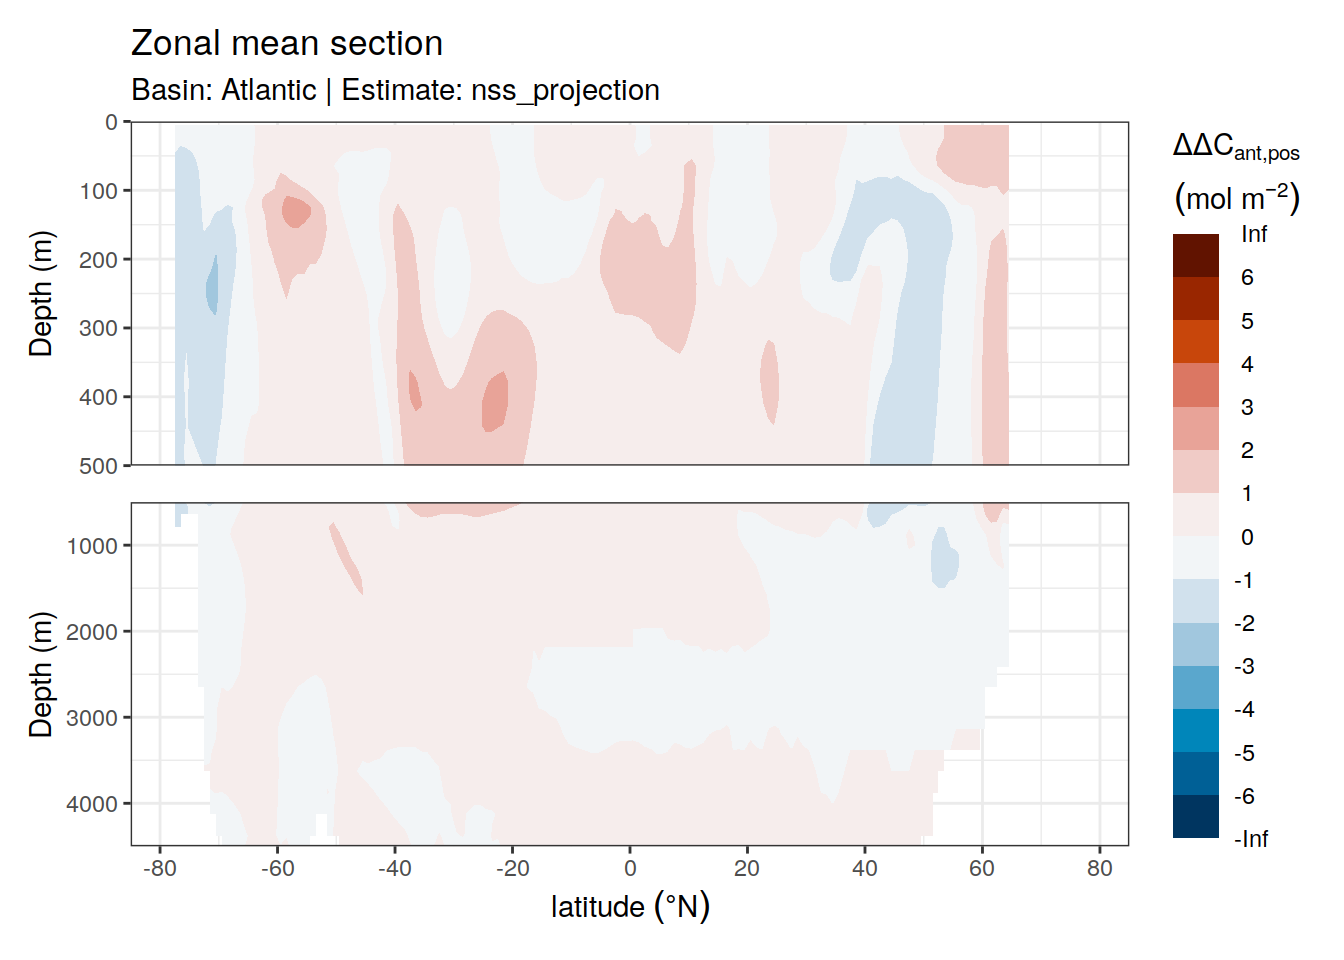 Zonal mean section
Basin: Atlantic | Estimate: nss_projection
0
100
200
300
400
500
Depth (m)
1000
2000
3000
4000
Depth (m)
-80 -60 -40 -20 0 20 40 60 80
latitude (°N)
ΔΔC_ant,pos
(mol m⁻²)
Inf
6
5
4
3
2
1
0
-1
-2
-3
-4
-5
-6
-Inf